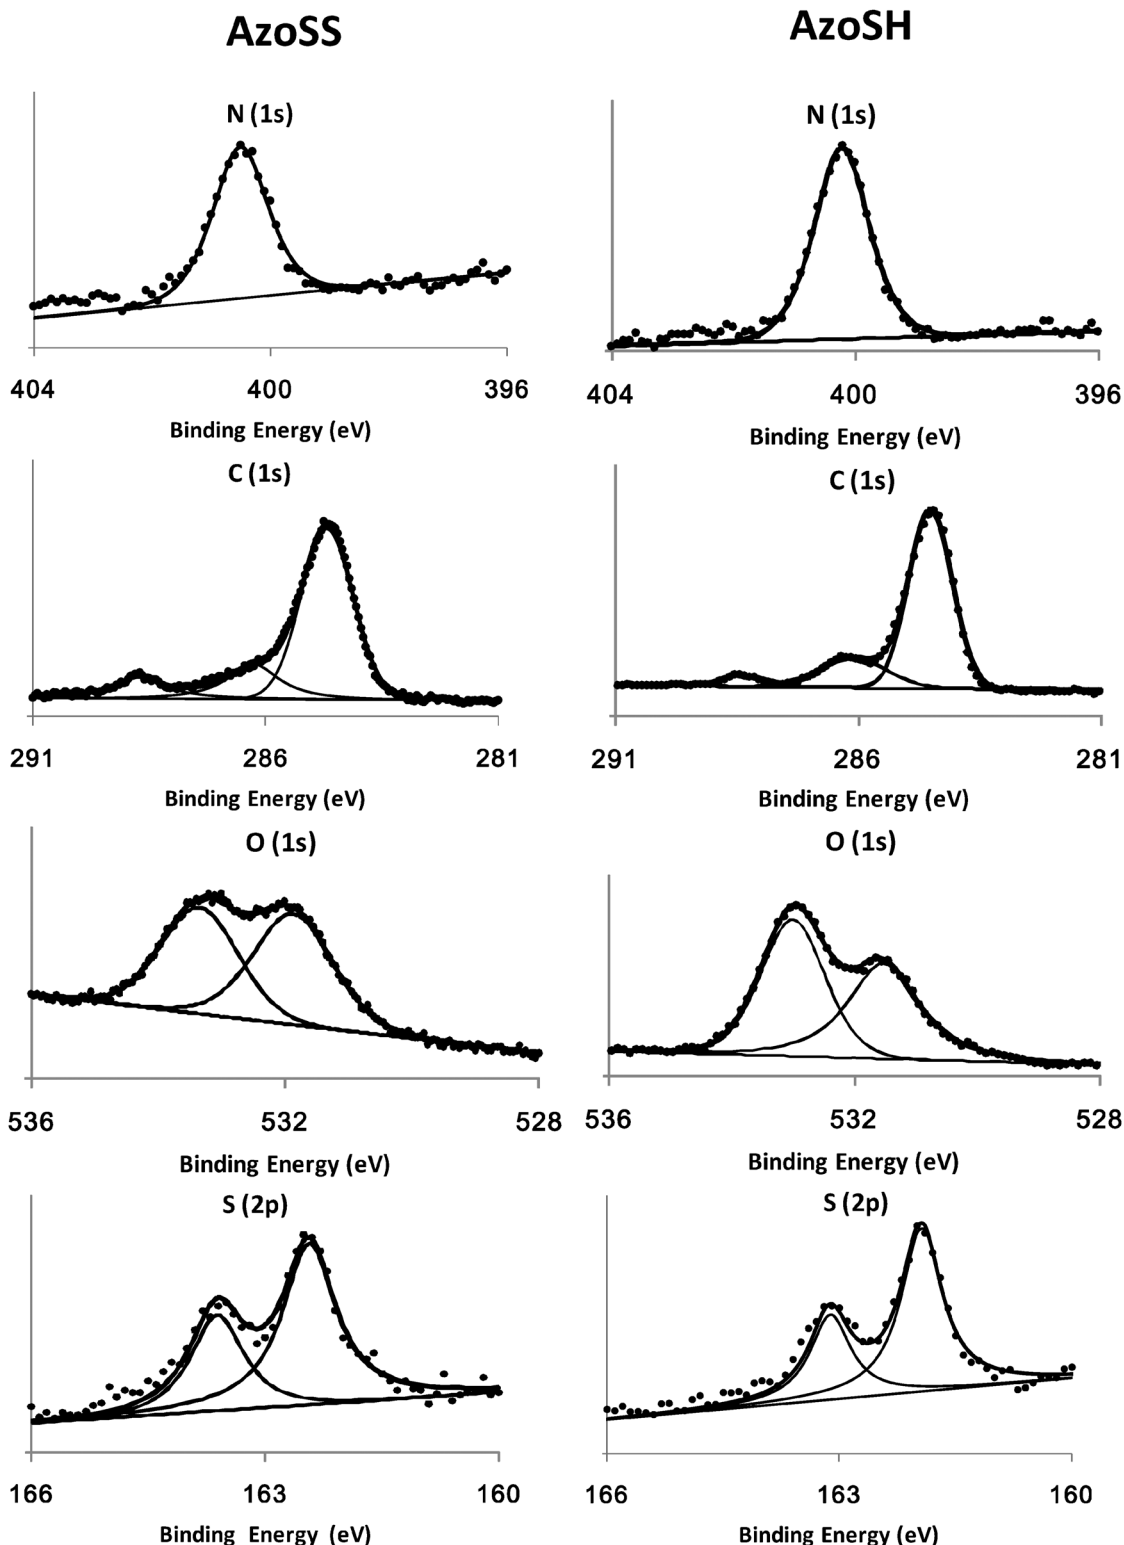 AzoSS
AzoSH
N (1s)
N (1s)
404 400 396
404 400 396
Binding Energy (eV)
Binding Energy (eV)
C (1s)
C (1s)
291 286 281
291 286 281
Binding Energy (eV)
Binding Energy (eV)
O (1s)
O (1s)
536 532 528
536 532 528
Binding Energy (eV)
Binding Energy (eV)
S (2p)
S (2p)
166 163 160
166 163 160
Binding Energy (eV)
Binding Energy (eV)